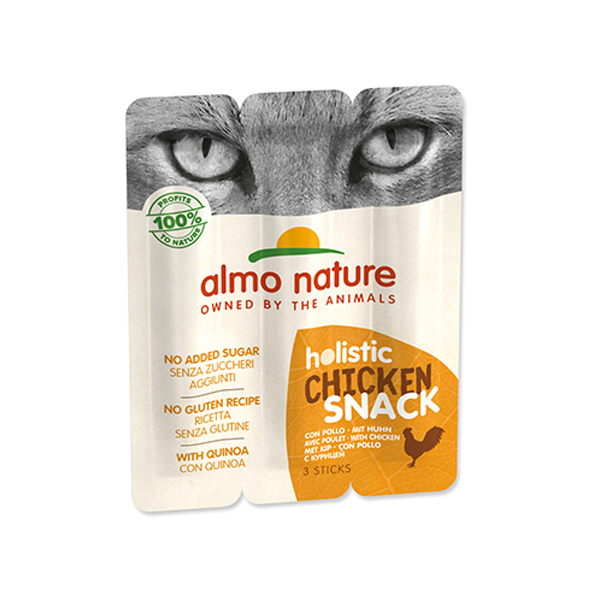 PROFITS
100%
TO NATURE
almo nature
OWNED BY THE ANIMALS
NO ADDED SUGAR
SENZA ZUCCHERI
AGGIUNTI
NO GLUTEN RECIPE
RICETTA
SENZA GLUTINE
WITH QUINOA
CON QUINOA
holistic
CHICKEN
SNACK
CON POLLO - MIT HUHN
AVEC POULET - WITH CHICKEN
MET KIP - CON POLLO
С КУРИЦЕЙ
3 STICKS